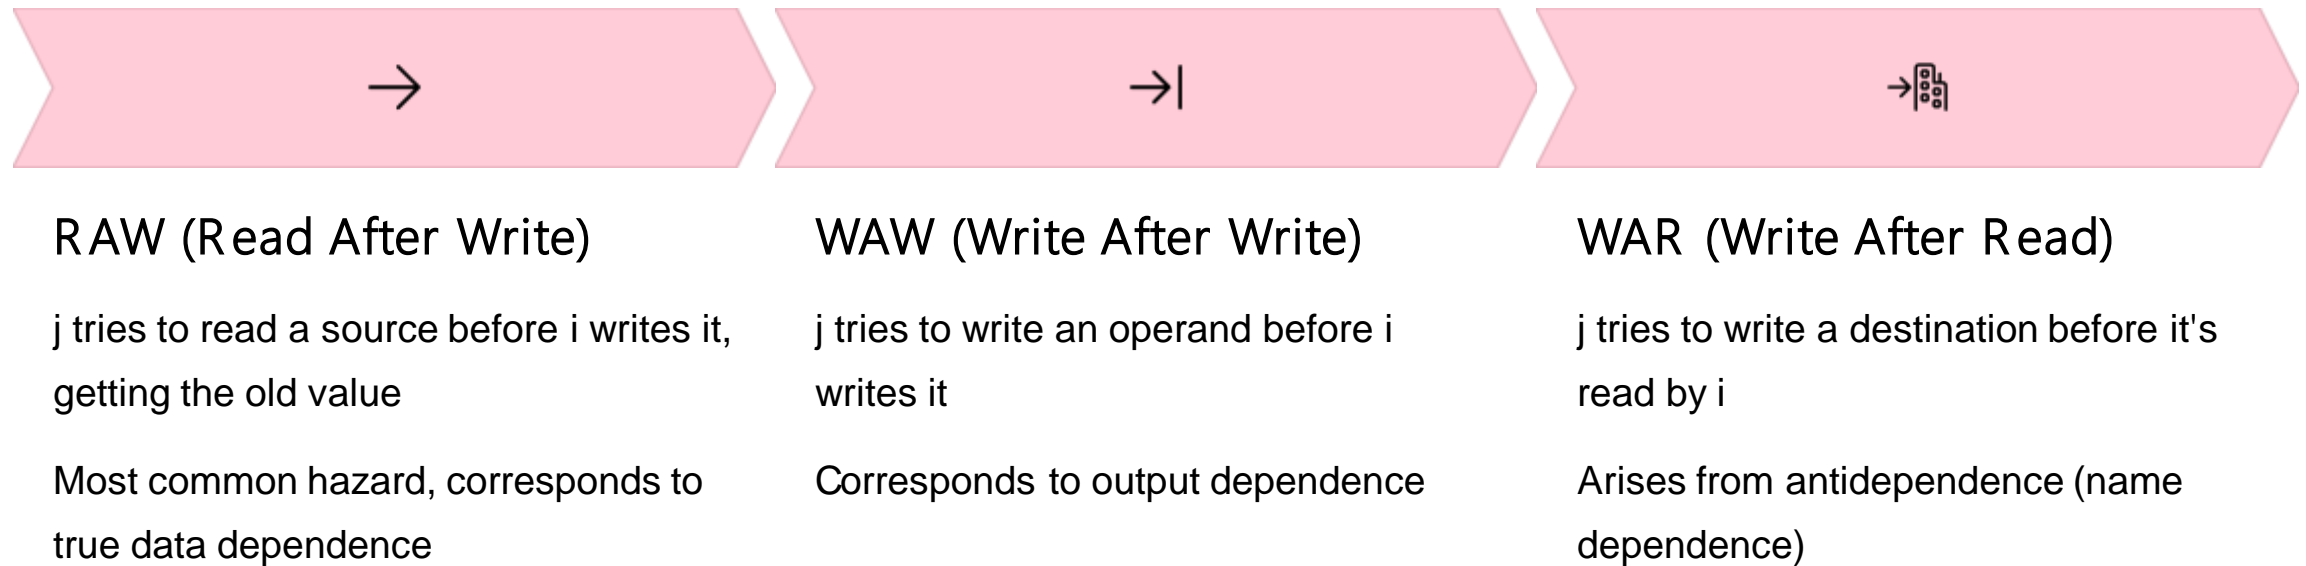 RAW (Read After Write)
j tries to read a source before i writes it,
getting the old value
Most common hazard, corresponds to
true data dependence
WAW (Write After Write)
j tries to write an operand before i
writes it
Corresponds to output dependence
WAR (Write After Read)
j tries to write a destination before it's
read by i
Arises from antidependence (name
dependence)